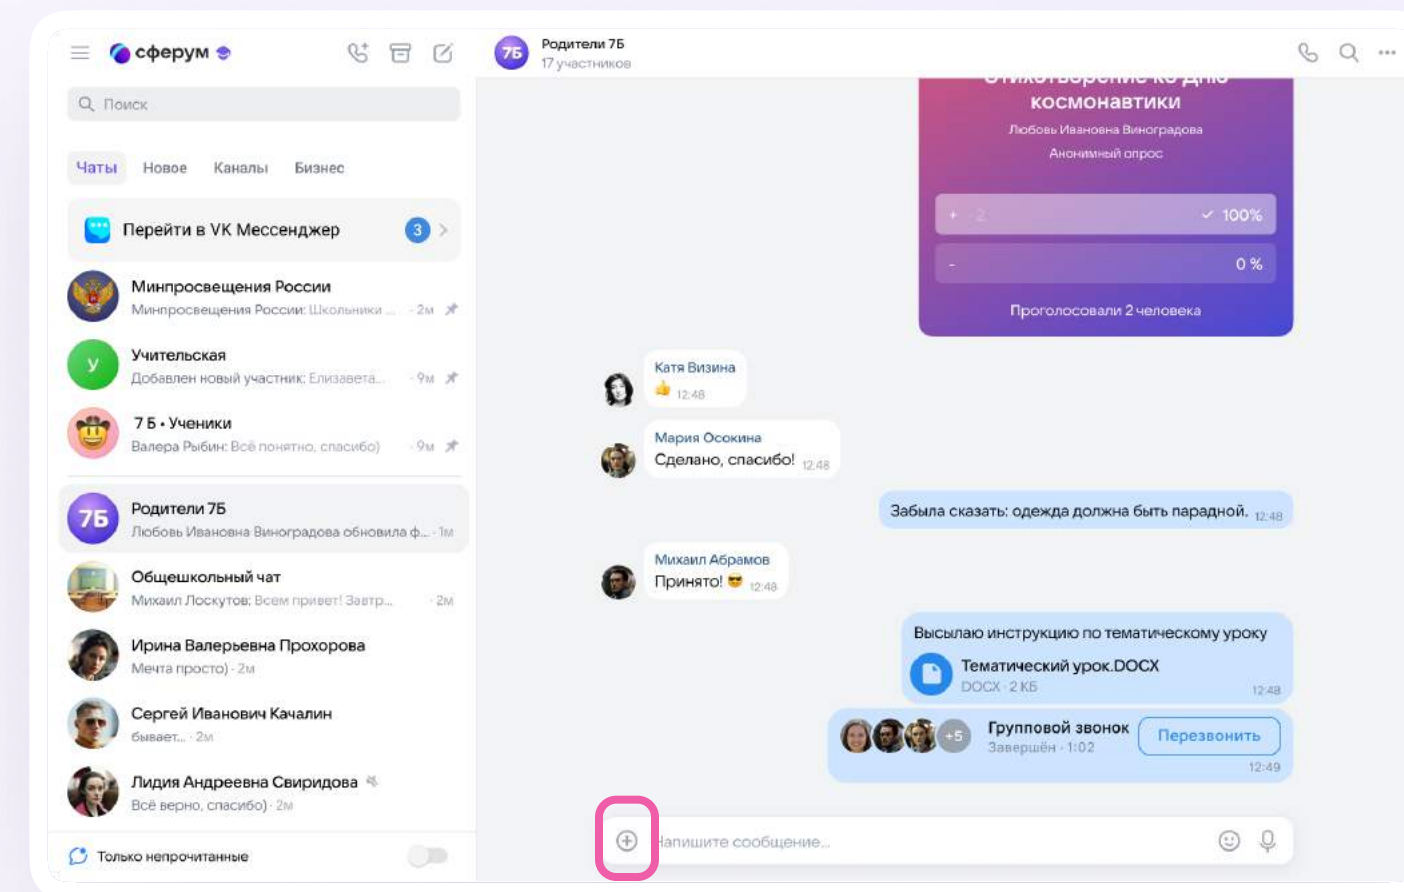 сферум
Поиск
Чаты Новое Каналы Бизнес
Перейти в VK Мессенджер 3
Минпросвещения России
Минпросвещения России: Школьники ... · 2м
У
Учительская
Добавлен новый участник: Елизавета... · 9м
7 Б • Ученики
Валера Рыбин: Всё понятно, спасибо) · 9м
7Б
Родители 7Б
Любовь Ивановна Виноградова обновила ф... · 1м
Общешкольный чат
Михаил Лоскутов: Всем привет! Завтр... · 2м
Ирина Валерьевна Прохорова
Мечта просто) · 2м
Сергей Иванович Качалин
бывает... · 2м
Лидия Андреевна Свиридова
Всё верно, спасибо) · 2м
Только непрочитанные
7Б
Родители 7Б
17 участников
Стихотворение ко Дню
космонавтики
Любовь Ивановна Виноградова
Анонимный опрос
+ · 2 100%
- 0 %
Проголосовали 2 человека
Катя Визина
12:48
Мария Осокина
Сделано, спасибо! 12:48
Забыла сказать: одежда должна быть парадной. 12:48
Михаил Абрамов
Принято! 12:48
Высылаю инструкцию по тематическому уроку
Тематический урок.DOCX
DOCX · 2 КБ 12:48
+5
Групповой звонок
Завершён · 1:02
Перезвонить
12:49
Напишите сообщение...